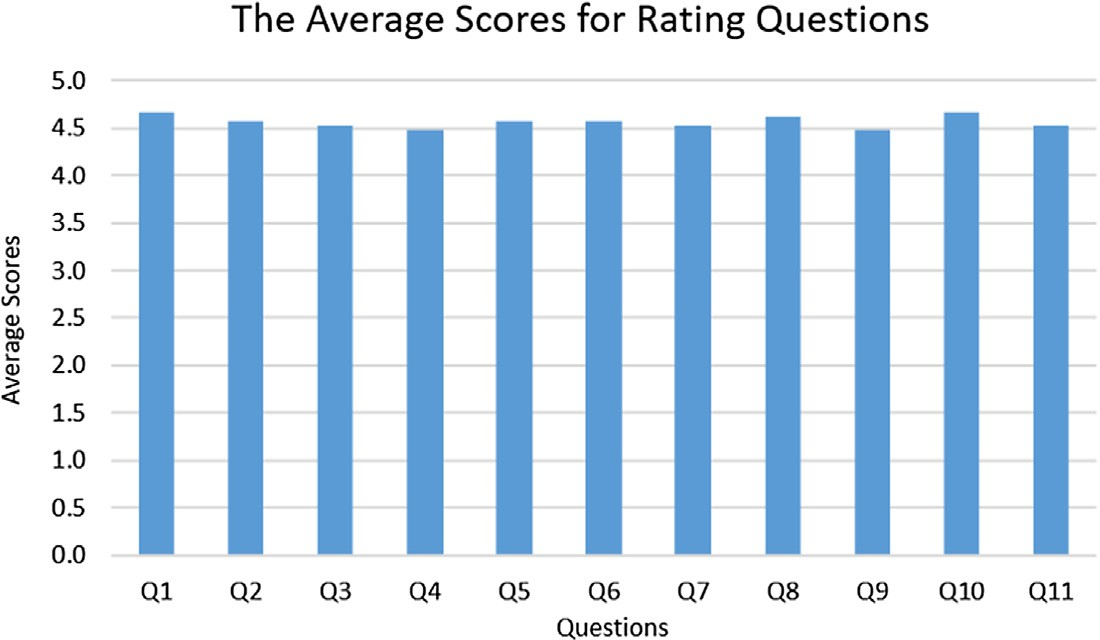 The Average Scores for Rating Questions
5.0
4.5
4.0
3.5
3.0
2.5
2.0
1.5
1.0
0.5
0.0
Average Scores
Q1 Q2 Q3 Q4 Q5 Q6 Q7 Q8 Q9 Q10 Q11
Questions